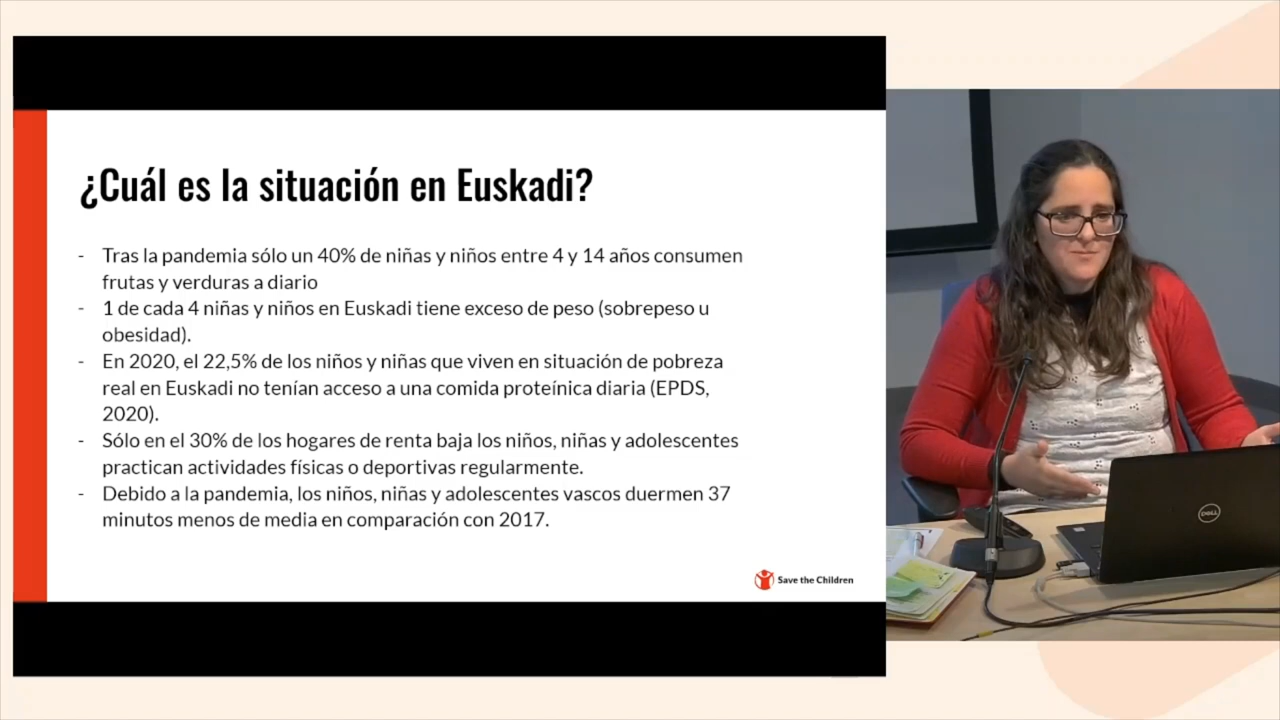 ¿Cuál es la situación en Euskadi?
- Tras la pandemia sólo un 40% de niñas y niños entre 4 y 14 años consumen
frutas y verduras a diario
- 1 de cada 4 niñas y niños en Euskadi tiene exceso de peso (sobrepeso u
obesidad).
- En 2020, el 22,5% de los niños y niñas que viven en situación de pobreza
real en Euskadi no tenían acceso a una comida proteínica diaria (EPDS,
2020).
- Sólo en el 30% de los hogares de renta baja los niños, niñas y adolescentes
practican actividades físicas o deportivas regularmente.
- Debido a la pandemia, los niños, niñas y adolescentes vascos duermen 37
minutos menos de media en comparación con 2017.
Save the Children
DELL